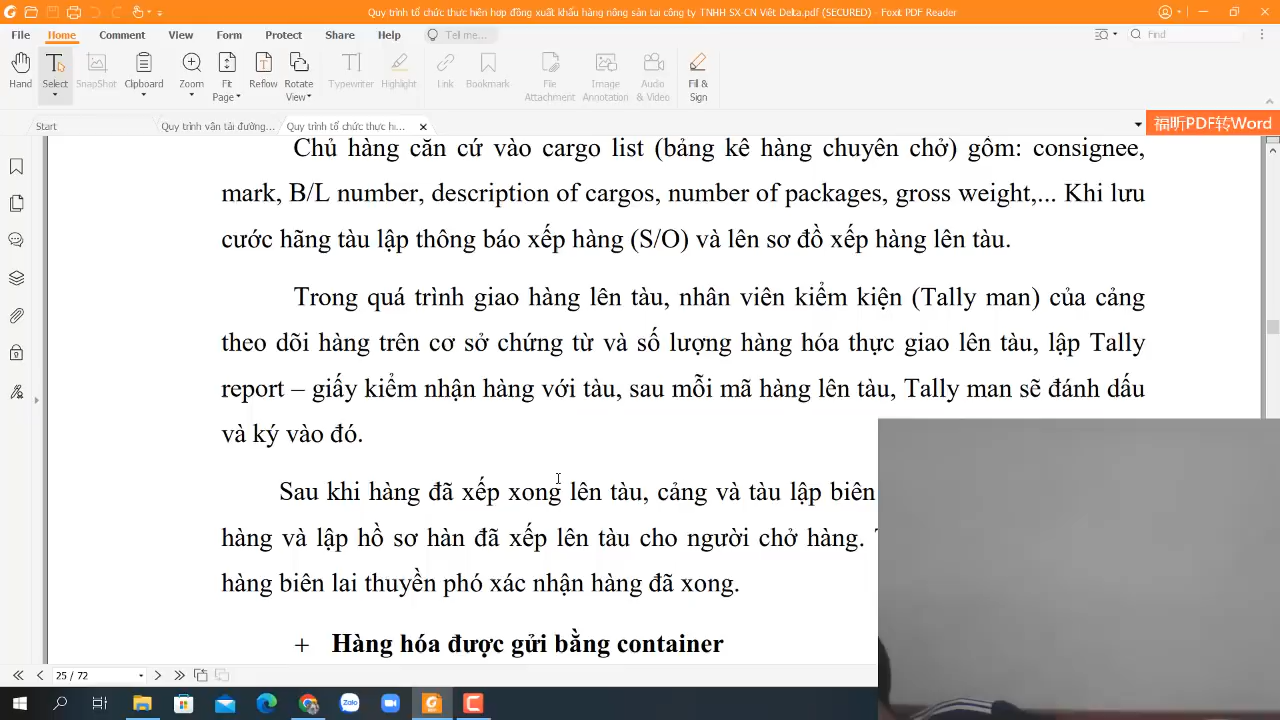 Quy trình tổ chức thực hiên hợp đồng xuất khẩu hàng nông sản tai công ty TNHH SX-CN Viêt Delta.pdf (SECURED) - Foxit PDF Reader
File Home Comment View Form Protect Share Help Tell me... Find
Hand Select SnapShot Clipboard Zoom Fit Page Reflow Rotate View Typewriter Highlight Link Bookmark File Attachment Image Annotation Audio & Video Fill & Sign
Start Quy trình vận tải đường... Quy trình tổ chức thực hi... 福昕PDF转Word
Chủ hàng căn cứ vào cargo list (bảng kê hàng chuyên chở) gồm: consignee,
mark, B/L number, description of cargos, number of packages, gross weight,... Khi lưu
cước hãng tàu lập thông báo xếp hàng (S/O) và lên sơ đồ xếp hàng lên tàu.
Trong quá trình giao hàng lên tàu, nhân viên kiểm kiện (Tally man) của cảng
theo dõi hàng trên cơ sở chứng từ và số lượng hàng hóa thực giao lên tàu, lập Tally
report – giấy kiểm nhận hàng với tàu, sau mỗi mã hàng lên tàu, Tally man sẽ đánh dấu
và ký vào đó.
Sau khi hàng đã xếp xong lên tàu, cảng và tàu lập biên
hàng và lập hồ sơ hàn đã xếp lên tàu cho người chở hàng.
hàng biên lai thuyền phó xác nhận hàng đã xong.
+ Hàng hóa được gửi bằng container
25 / 72
Zalo